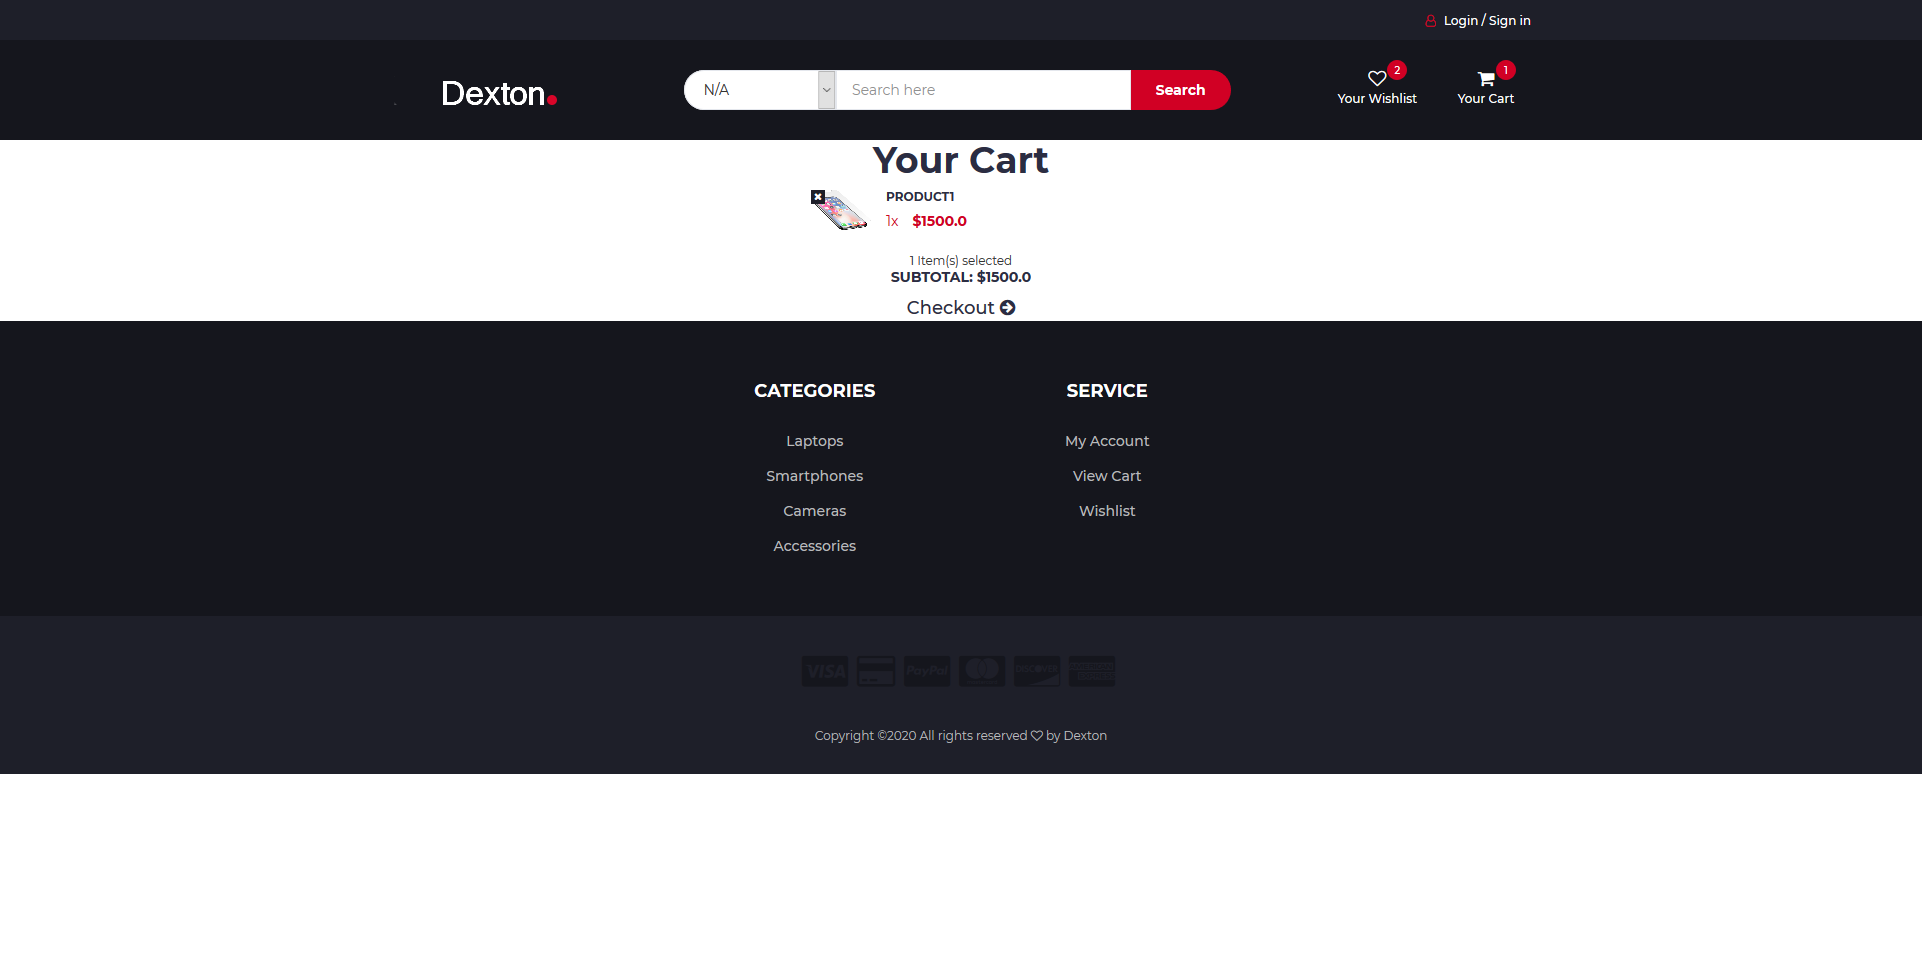 Login / Sign in
Dexton.
N/A
Search here
Search
2
Your Wishlist
1
Your Cart
Your Cart
PRODUCT1
1x $1500.0
1 Item(s) selected
SUBTOTAL: $1500.0
Checkout
CATEGORIES
Laptops
Smartphones
Cameras
Accessories
SERVICE
My Account
View Cart
Wishlist
VISA
PayPal
DISCOVER
Copyright ©2020 All rights reserved ♡ by Dexton